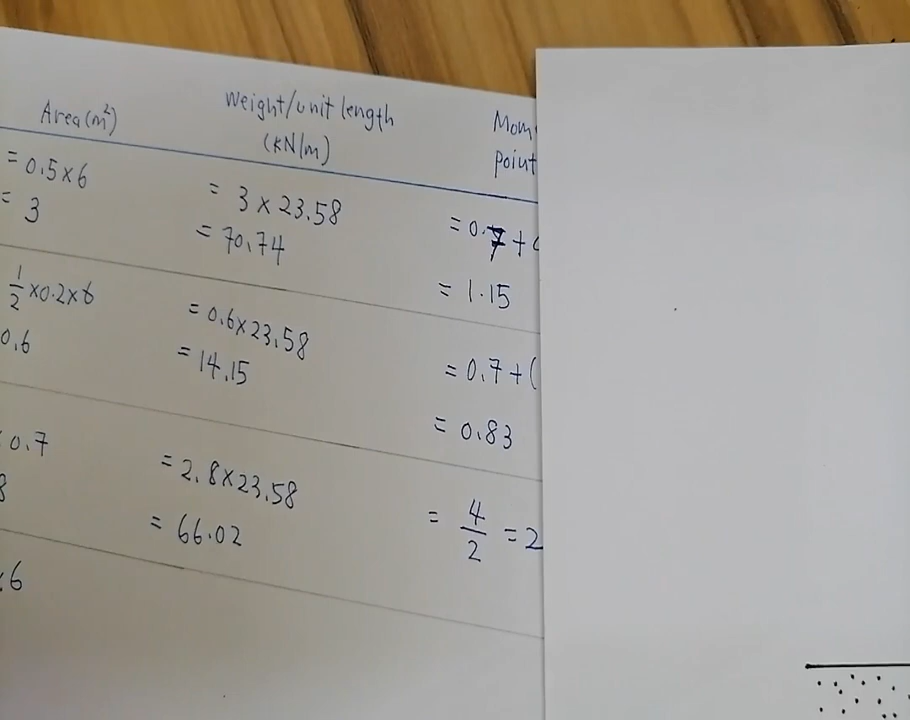 Area(m²)
Weight/unit length
(kN/m)
Mom
point
= 0.5×6
= 3
= 3 × 23.58
= 70.74
= 0.7 +
= 1.15
1/2 ×0.2×6
0.6
= 0.6×23.58
= 14.15
= 0.7 + (
= 0.83
0.7
8
= 2.8×23.58
= 66.02
= 4/2 = 2
6